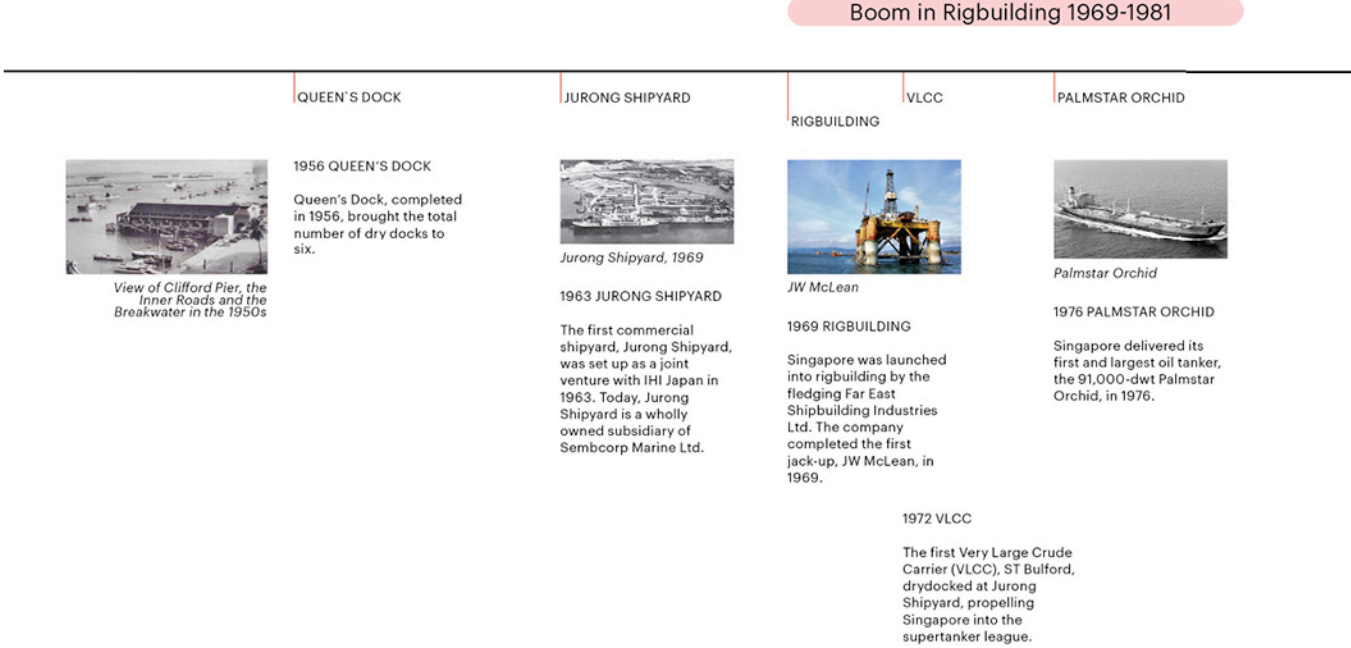 Boom in Rigbuilding 1969-1981
QUEEN`S DOCK
JURONG SHIPYARD
RIGBUILDING
VLCC
PALMSTAR ORCHID
View of Clifford Pier, the
Inner Roads and the
Breakwater in the 1950s
1956 QUEEN'S DOCK
Queen's Dock, completed
in 1956, brought the total
number of dry docks to
six.
Jurong Shipyard, 1969
1963 JURONG SHIPYARD
The first commercial
shipyard, Jurong Shipyard,
was set up as a joint
venture with IHI Japan in
1963. Today, Jurong
Shipyard is a wholly
owned subsidiary of
Sembcorp Marine Ltd.
JW McLean
1969 RIGBUILDING
Singapore was launched
into rigbuilding by the
fledging Far East
Shipbuilding Industries
Ltd. The company
completed the first
jack-up, JW McLean, in
1969.
1972 VLCC
The first Very Large Crude
Carrier (VLCC), ST Bulford,
drydocked at Jurong
Shipyard, propelling
Singapore into the
supertanker league.
Palmstar Orchid
1976 PALMSTAR ORCHID
Singapore delivered its
first and largest oil tanker,
the 91,000-dwt Palmstar
Orchid, in 1976.